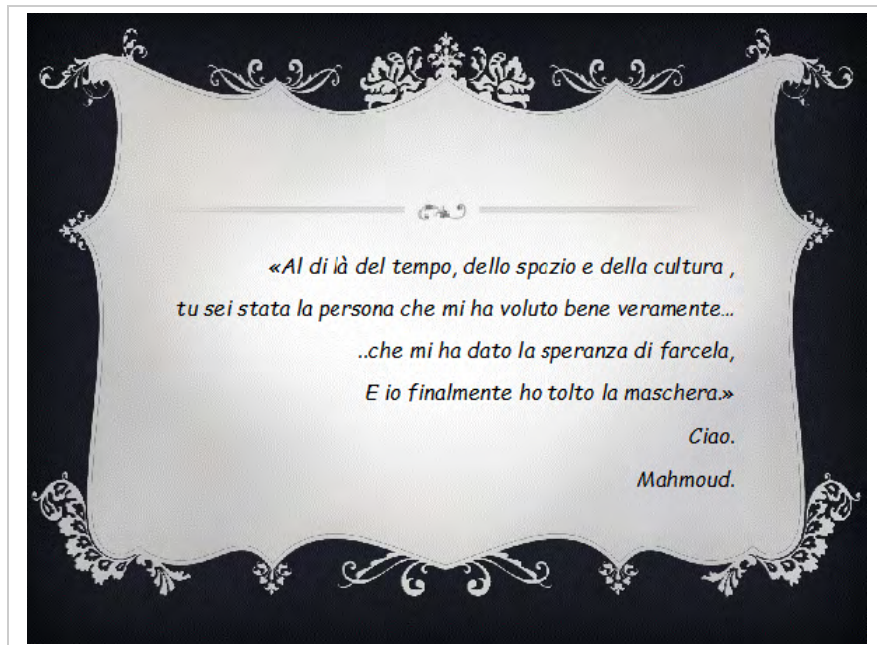 «Al di là del tempo, dello spazio e della cultura ,
tu sei stata la persona che mi ha voluto bene veramente...
..che mi ha dato la speranza di farcela,
E io finalmente ho tolto la maschera.»
Ciao.
Mahmoud.